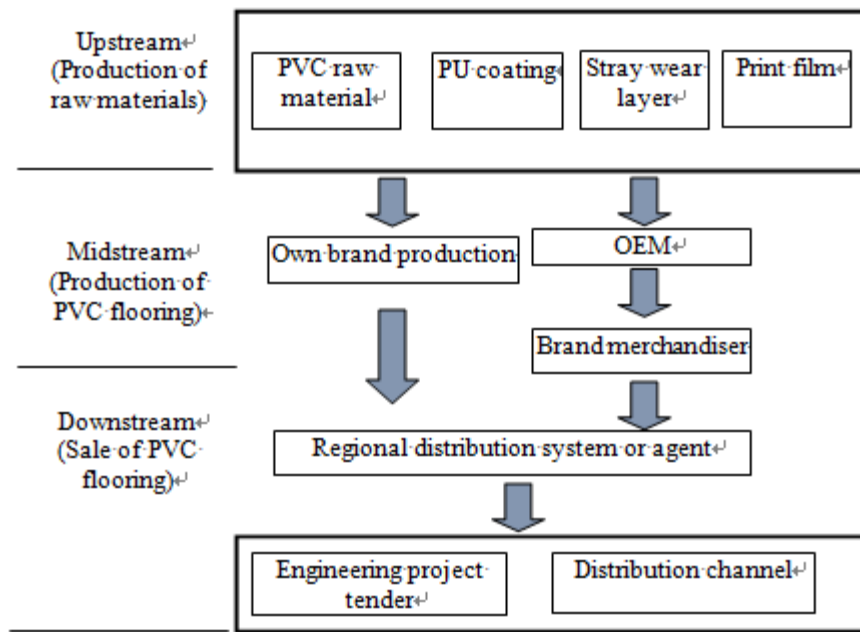 Upstream
(Production of
raw materials)
PVC raw
material
PU coating
Stray wear
layer
Print film
Midstream
(Production of
PVC flooring)
Own brand production
OEM
Brand merchandiser
Downstream
(Sale of PVC
flooring)
Regional distribution system or agent
Engineering project
tender
Distribution channel